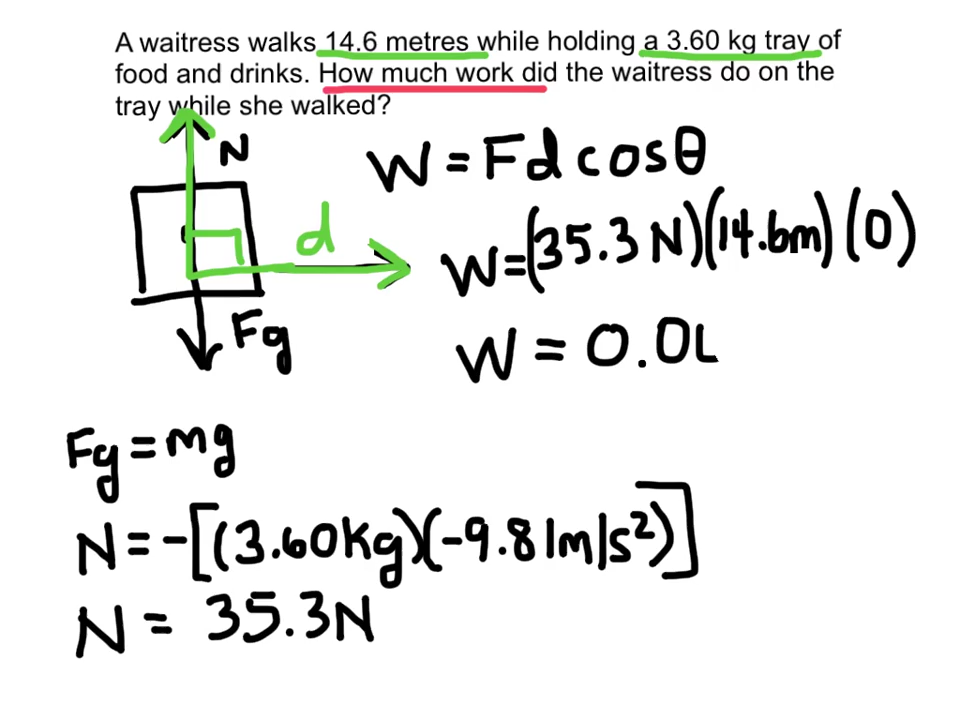 A waitress walks 14.6 metres while holding a 3.60 kg tray of
food and drinks. How much work did the waitress do on the
tray while she walked?
N
W = Fd cosθ
d
W=(35.3 N)(14.6m)(0)
Fg
W = 0.0
Fg = mg
N = -[(3.60kg)(-9.81m/s²)]
N = 35.3N